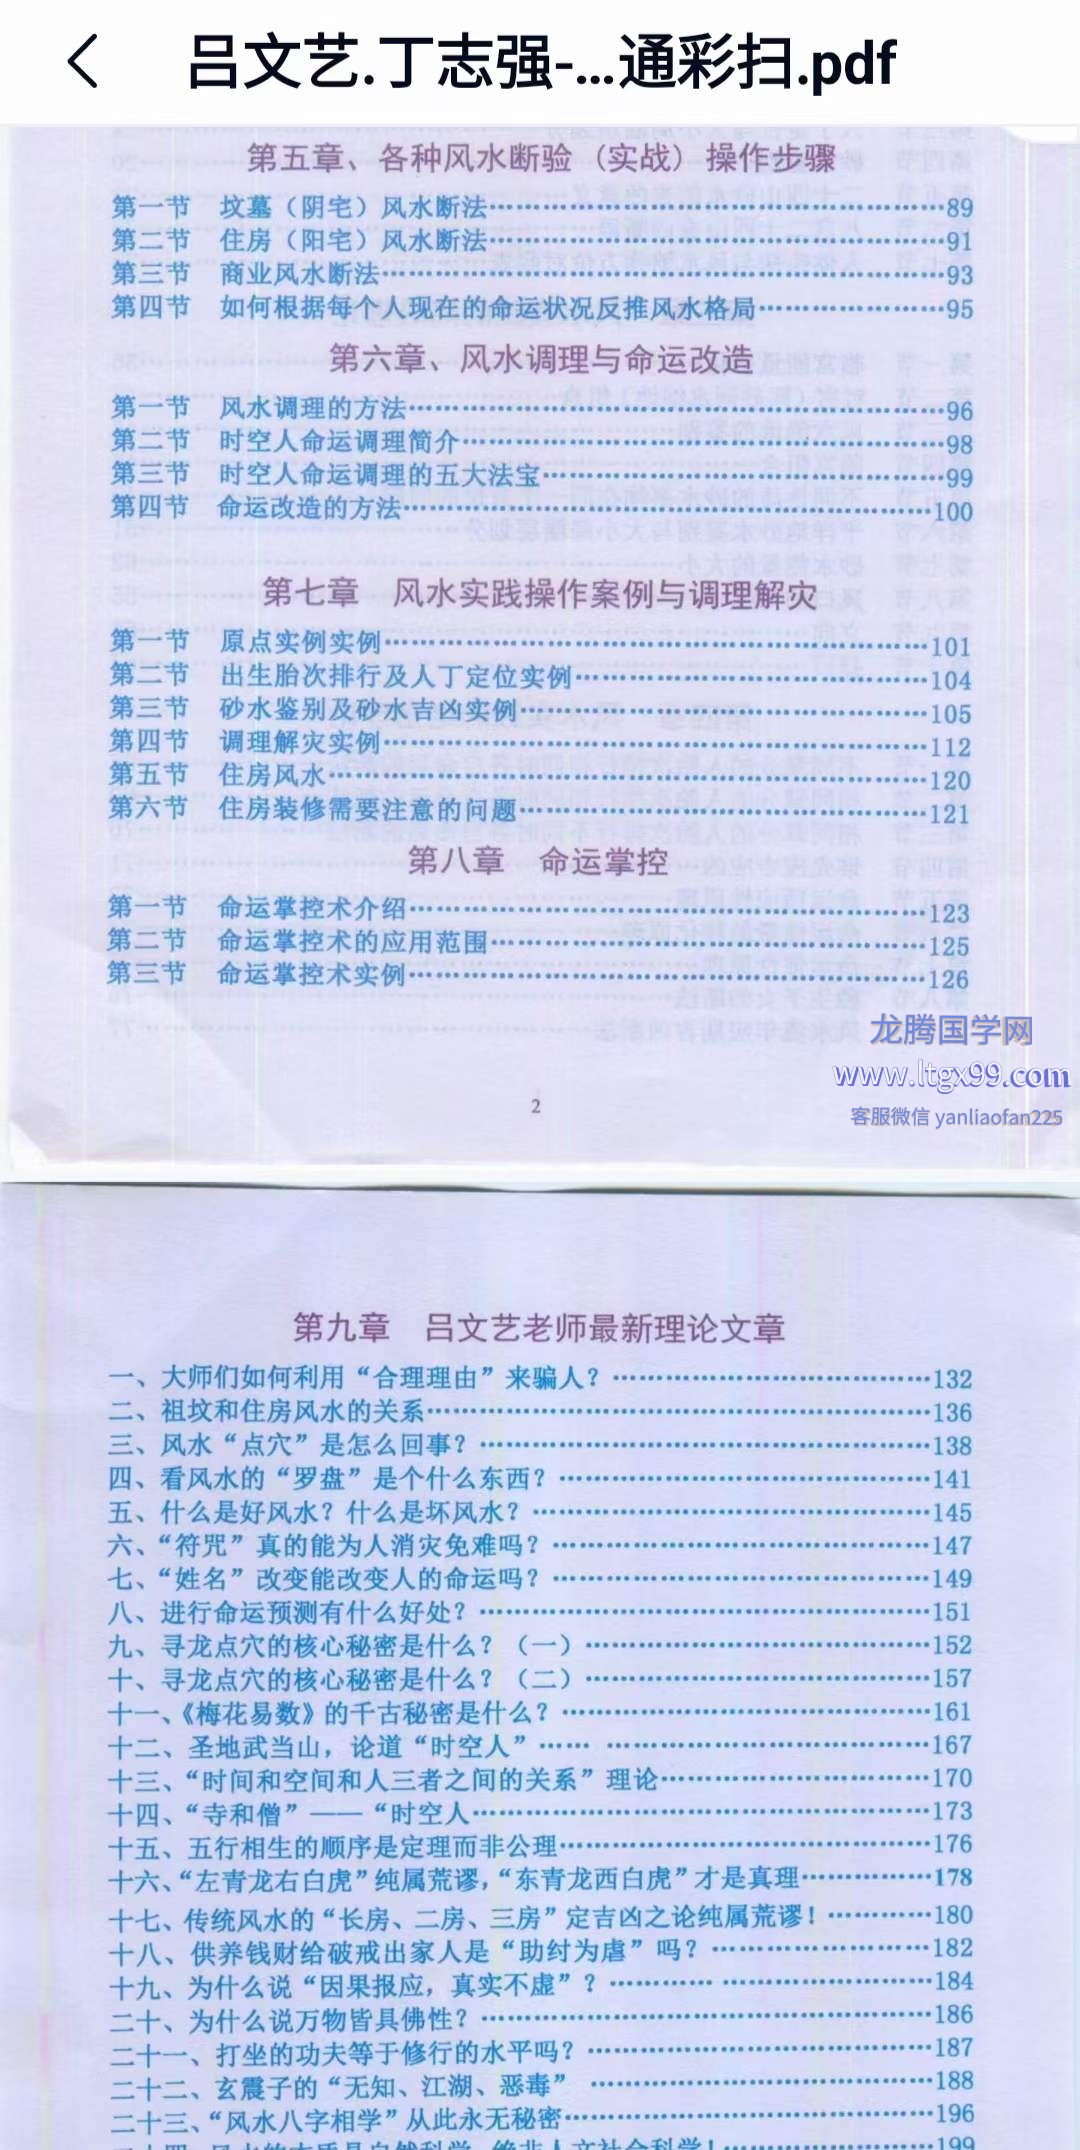 吕文艺.丁志强-...通彩扫.pdf
第五章、各种风水断验（实战）操作步骤
第一节 坟墓（阴宅）风水断法…………89
第二节 住房（阳宅）风水断法…………91
第三节 商业风水断法…………93
第四节 如何根据每个人现在的命运状况反推风水格局…………95
第六章、风水调理与命运改造
第一节 风水调理的方法…………96
第二节 时空人命运调理简介…………98
第三节 时空人命运调理的五大法宝…………99
第四节 命运改造的方法…………100
第七章 风水实践操作案例与调理解灾
第一节 原点实例实例…………101
第二节 出生胎次排行及人丁定位实例…………104
第三节 砂水鉴别及砂水吉凶实例…………105
第四节 调理解灾实例…………112
第五节 住房风水…………120
第六节 住房装修需要注意的问题…………121
第八章 命运掌控
第一节 命运掌控术介绍…………123
第二节 命运掌控术的应用范围…………125
第三节 命运掌控术实例…………126
龙腾国学网
www.ltgx99.com
客服微信 yanliaofan225
2
第九章 吕文艺老师最新理论文章
一、大师们如何利用“合理理由”来骗人？…………132
二、祖坟和住房风水的关系…………136
三、风水“点穴”是怎么回事？…………138
四、看风水的“罗盘”是个什么东西？…………141
五、什么是好风水？什么是坏风水？…………145
六、“符咒”真的能为人消灾免难吗？…………147
七、“姓名”改变能改变人的命运吗？…………149
八、进行命运预测有什么好处？…………151
九、寻龙点穴的核心秘密是什么？（一）…………152
十、寻龙点穴的核心秘密是什么？（二）…………157
十一、《梅花易数》的千古秘密是什么？…………161
十二、圣地武当山，论道“时空人”…… …………167
十三、“时间和空间和人三者之间的关系”理论…………170
十四、“寺和僧”——“时空人…………173
十五、五行相生的顺序是定理而非公理…………176
十六、“左青龙右白虎”纯属荒谬，“东青龙西白虎”才是真理…………178
十七、传统风水的“长房、二房、三房”定吉凶之论纯属荒谬！…………180
十八、供养钱财给破戒出家人是“助纣为虐”吗？…………182
十九、为什么说“因果报应，真实不虚”？………… …………184
二十、为什么说万物皆具佛性？…………186
二十一、打坐的功夫等于修行的水平吗？…………187
二十二、玄震子的“无知、江湖、恶毒” …………188
二十三、“风水八字相学”从此永无秘密…………196